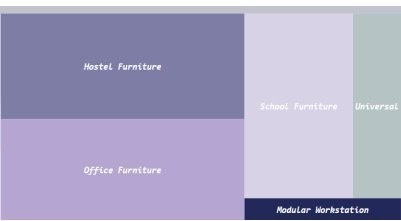 Hostel Furniture
School Furniture
Universal
Office Furniture
Modular Workstation